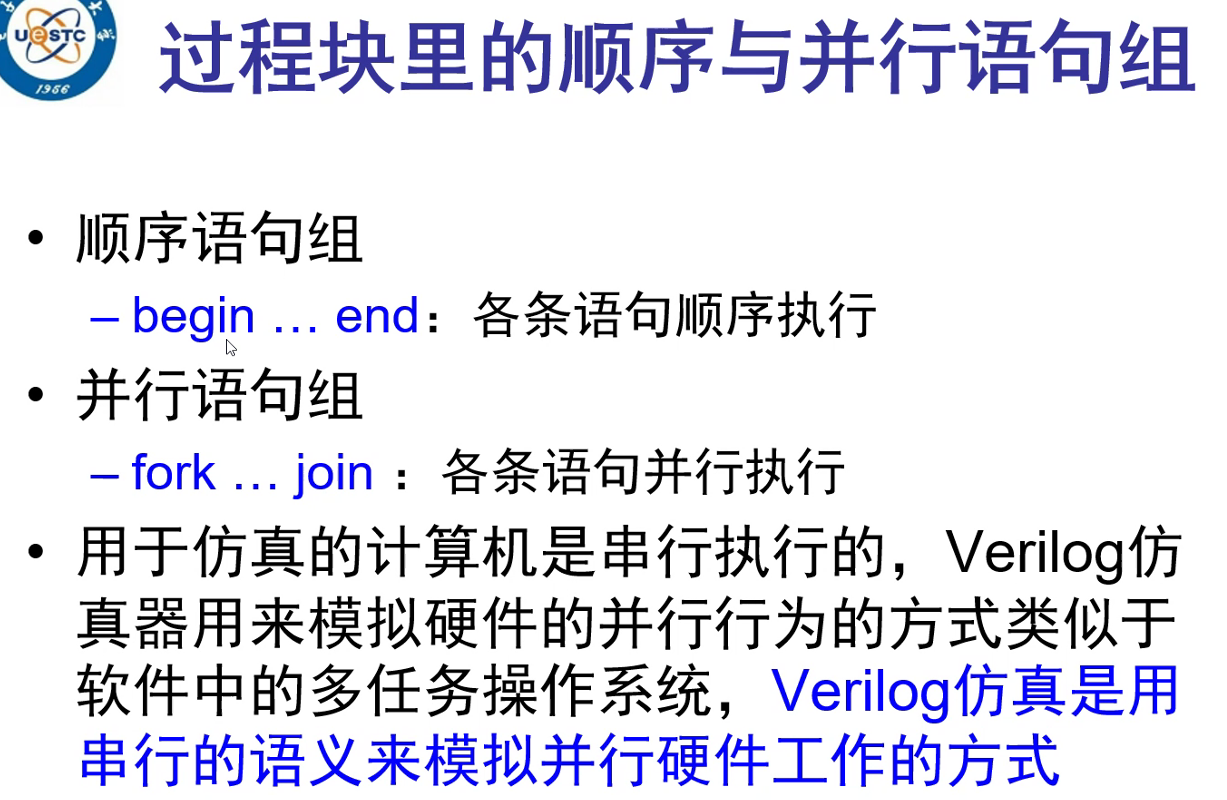 UeSTC
1956
过程块里的顺序与并行语句组
• 顺序语句组
– begin … end：各条语句顺序执行
• 并行语句组
– fork … join ：各条语句并行执行
• 用于仿真的计算机是串行执行的，Verilog仿
真器用来模拟硬件的并行行为的方式类似于
软件中的多任务操作系统，Verilog仿真是用
串行的语义来模拟并行硬件工作的方式